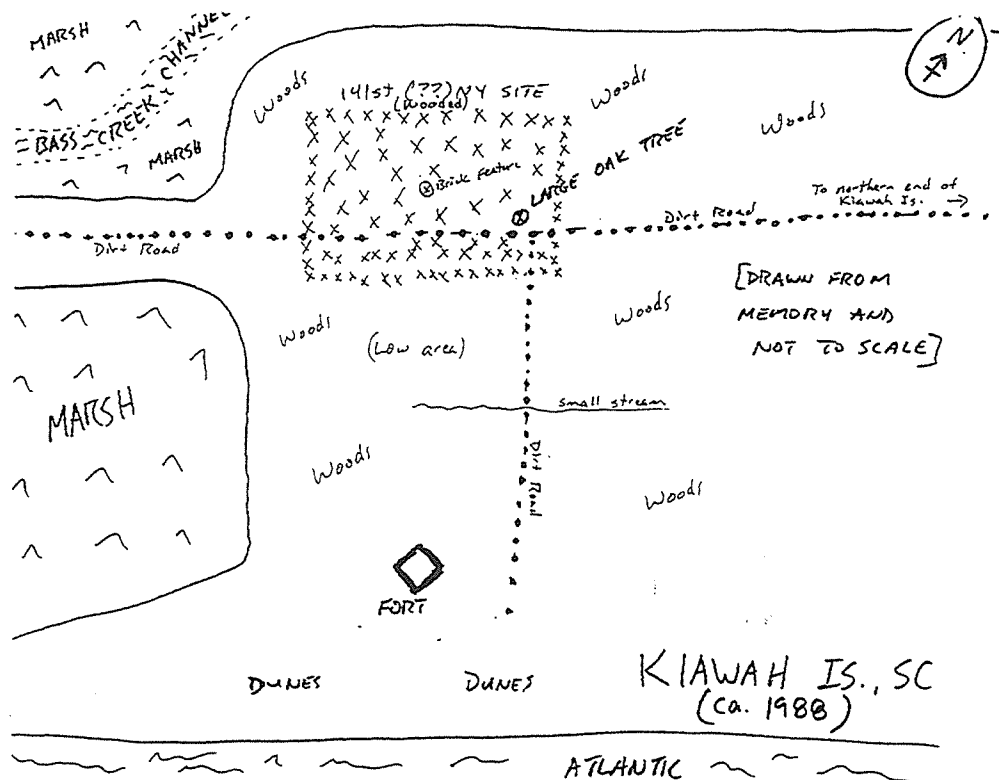 MARSH
CHANNEL
BASS CREEK
MARSH
N
Woods
141st (??) NY SITE
(Wooded)
Woods
Woods
Brick Feature
LARGE OAK TREE
To northern end of
Kiawah Is. →
Dirt Road
Dirt Road
[DRAWN FROM
MEMORY AND
NOT TO SCALE]
Woods
Woods
(Low area)
MARSH
small stream
Woods
Dirt Road
Woods
FORT
DUNES
DUNES
KIAWAH IS., SC
(ca. 1988)
ATLANTIC